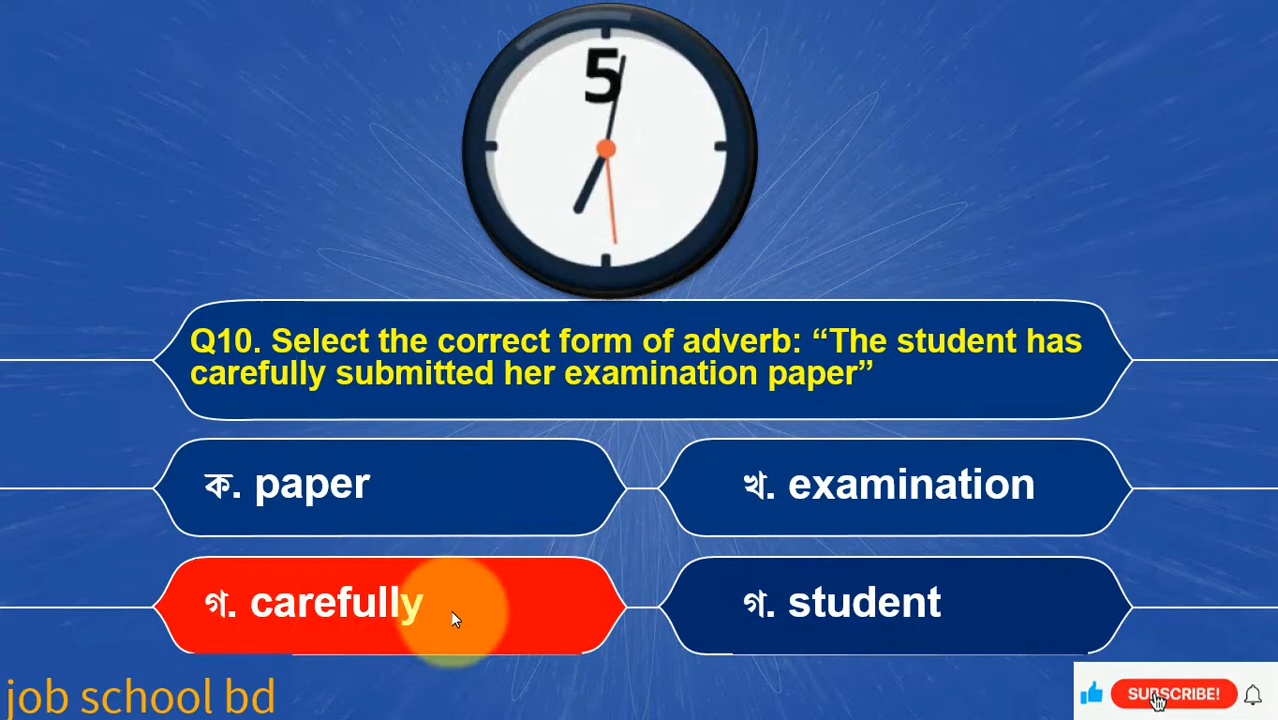 5
Q10. Select the correct form of adverb: “The student has
carefully submitted her examination paper”
ক. paper
খ. examination
গ. carefully
গ. student
job school bd
SUBSCRIBE!